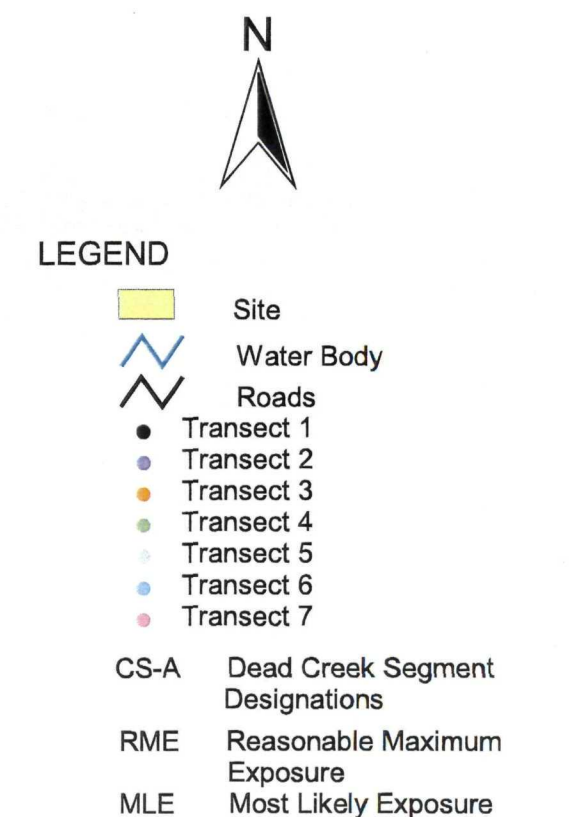 N
LEGEND
Site
Water Body
Roads
Transect 1
Transect 2
Transect 3
Transect 4
Transect 5
Transect 6
Transect 7
CS-A Dead Creek Segment
Designations
RME Reasonable Maximum
Exposure
MLE Most Likely Exposure